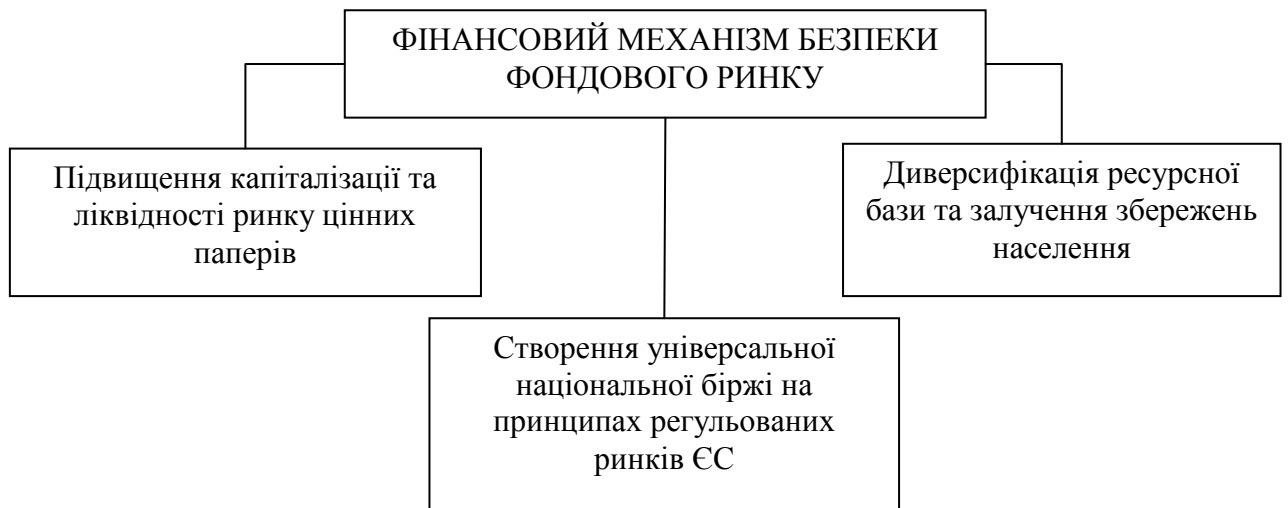 ФІНАНСОВИЙ МЕХАНІЗМ БЕЗПЕКИ
ФОНДОВОГО РИНКУ
Підвищення капіталізації та
ліквідності ринку цінних
паперів
Диверсифікація ресурсної
бази та залучення збережень
населення
Створення універсальної
національної біржі на
принципах регульованих
ринків ЄС